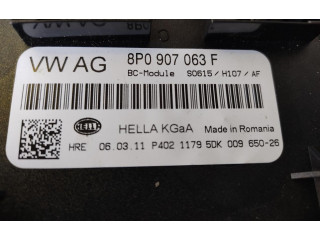 VW AG
8P0 907 063 F
BC-Module S0615 / H107 / AF
HELLA
HELLA KGaA Made in Romania
HRE 06.03.11 P402 1179 5DK 009 650-26